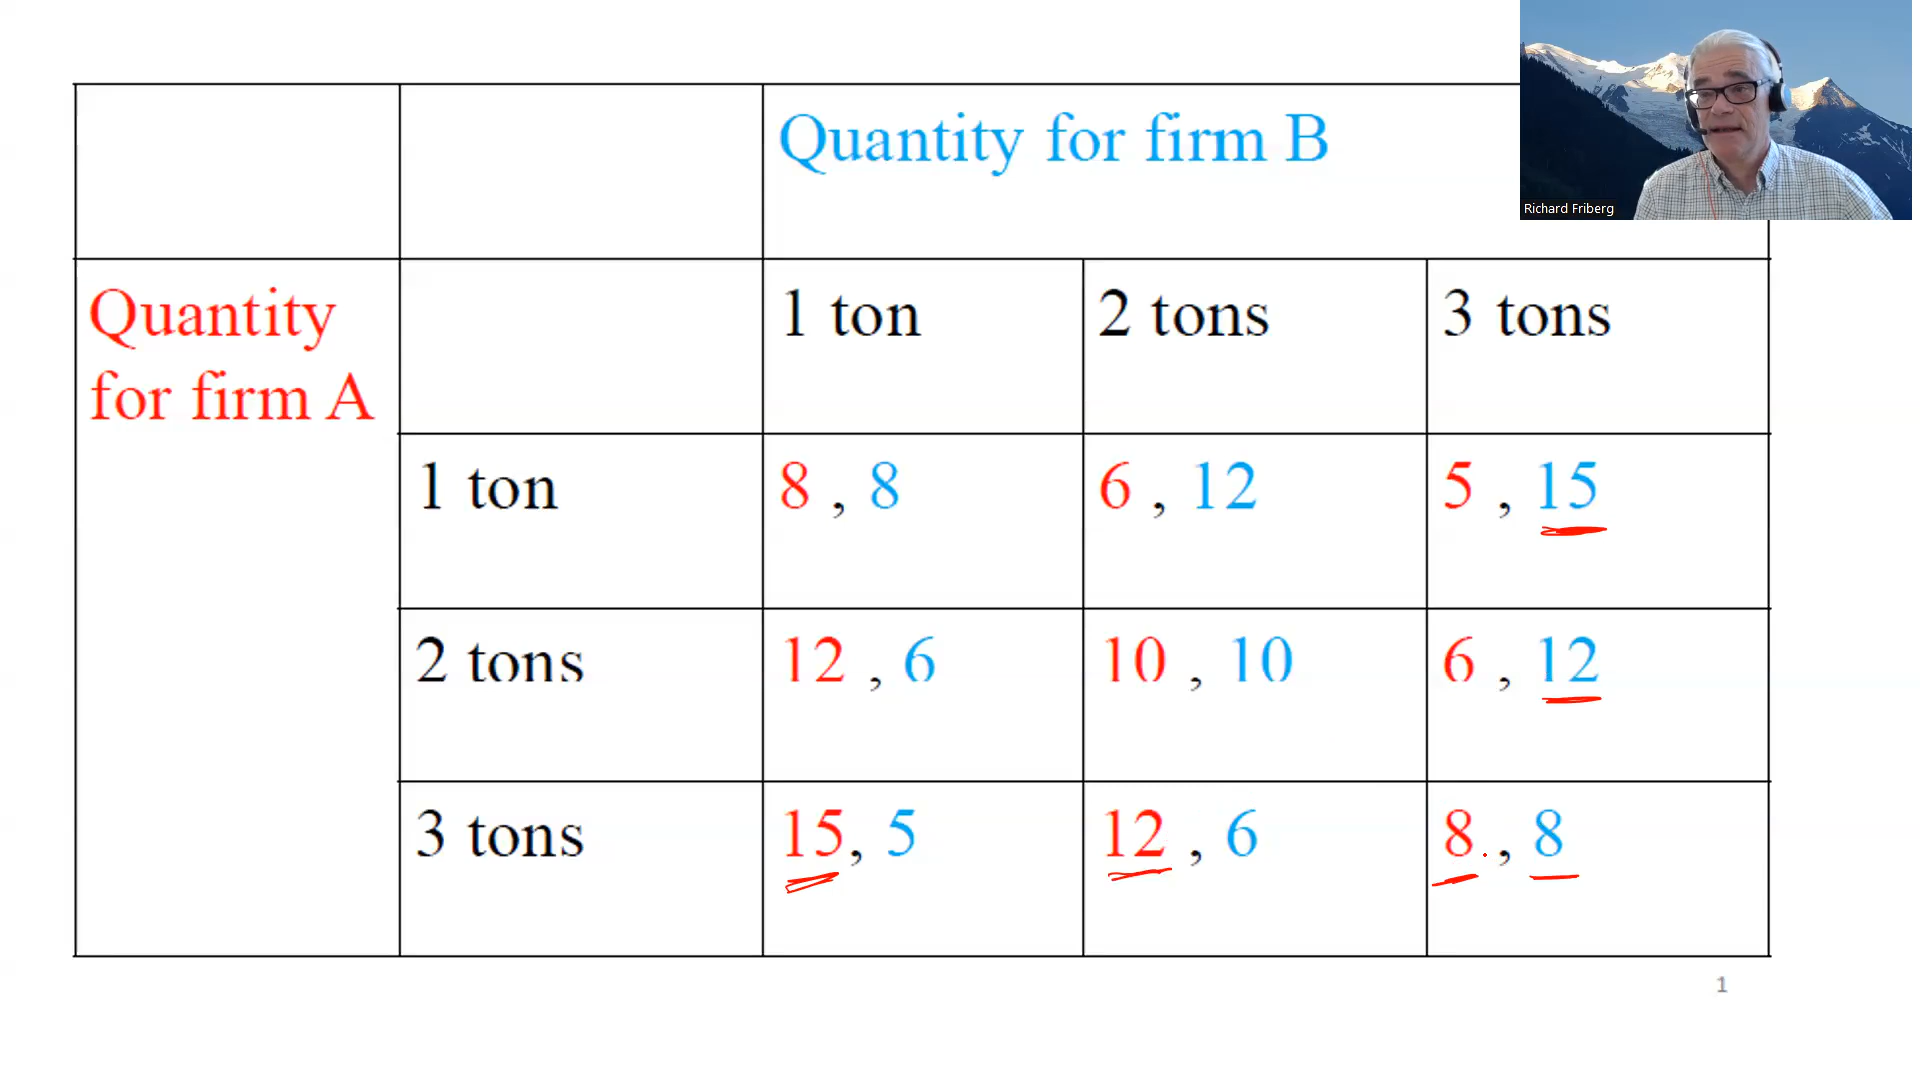 Quantity for firm B
Richard Friberg
Quantity
for firm A
1 ton
2 tons
3 tons
1 ton
8 , 8
6 , 12
5 , 15
2 tons
12 , 6
10 , 10
6 , 12
3 tons
15, 5
12 , 6
8 , 8
1